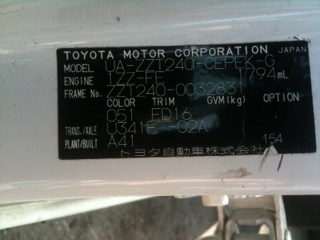 TOYOTA MOTOR CORPORATION JAPAN
MODEL UA-ZZT240-CEPEK-G
ENGINE 1ZZ-FE 1794mL
FRAME No. ZZT240-0032831
COLOR TRIM GVM(kg) OPTION
051 FD16
TRANS./AXLE U341E -02A
PLANT/BUILT A41 154
トヨタ自動車株式会社